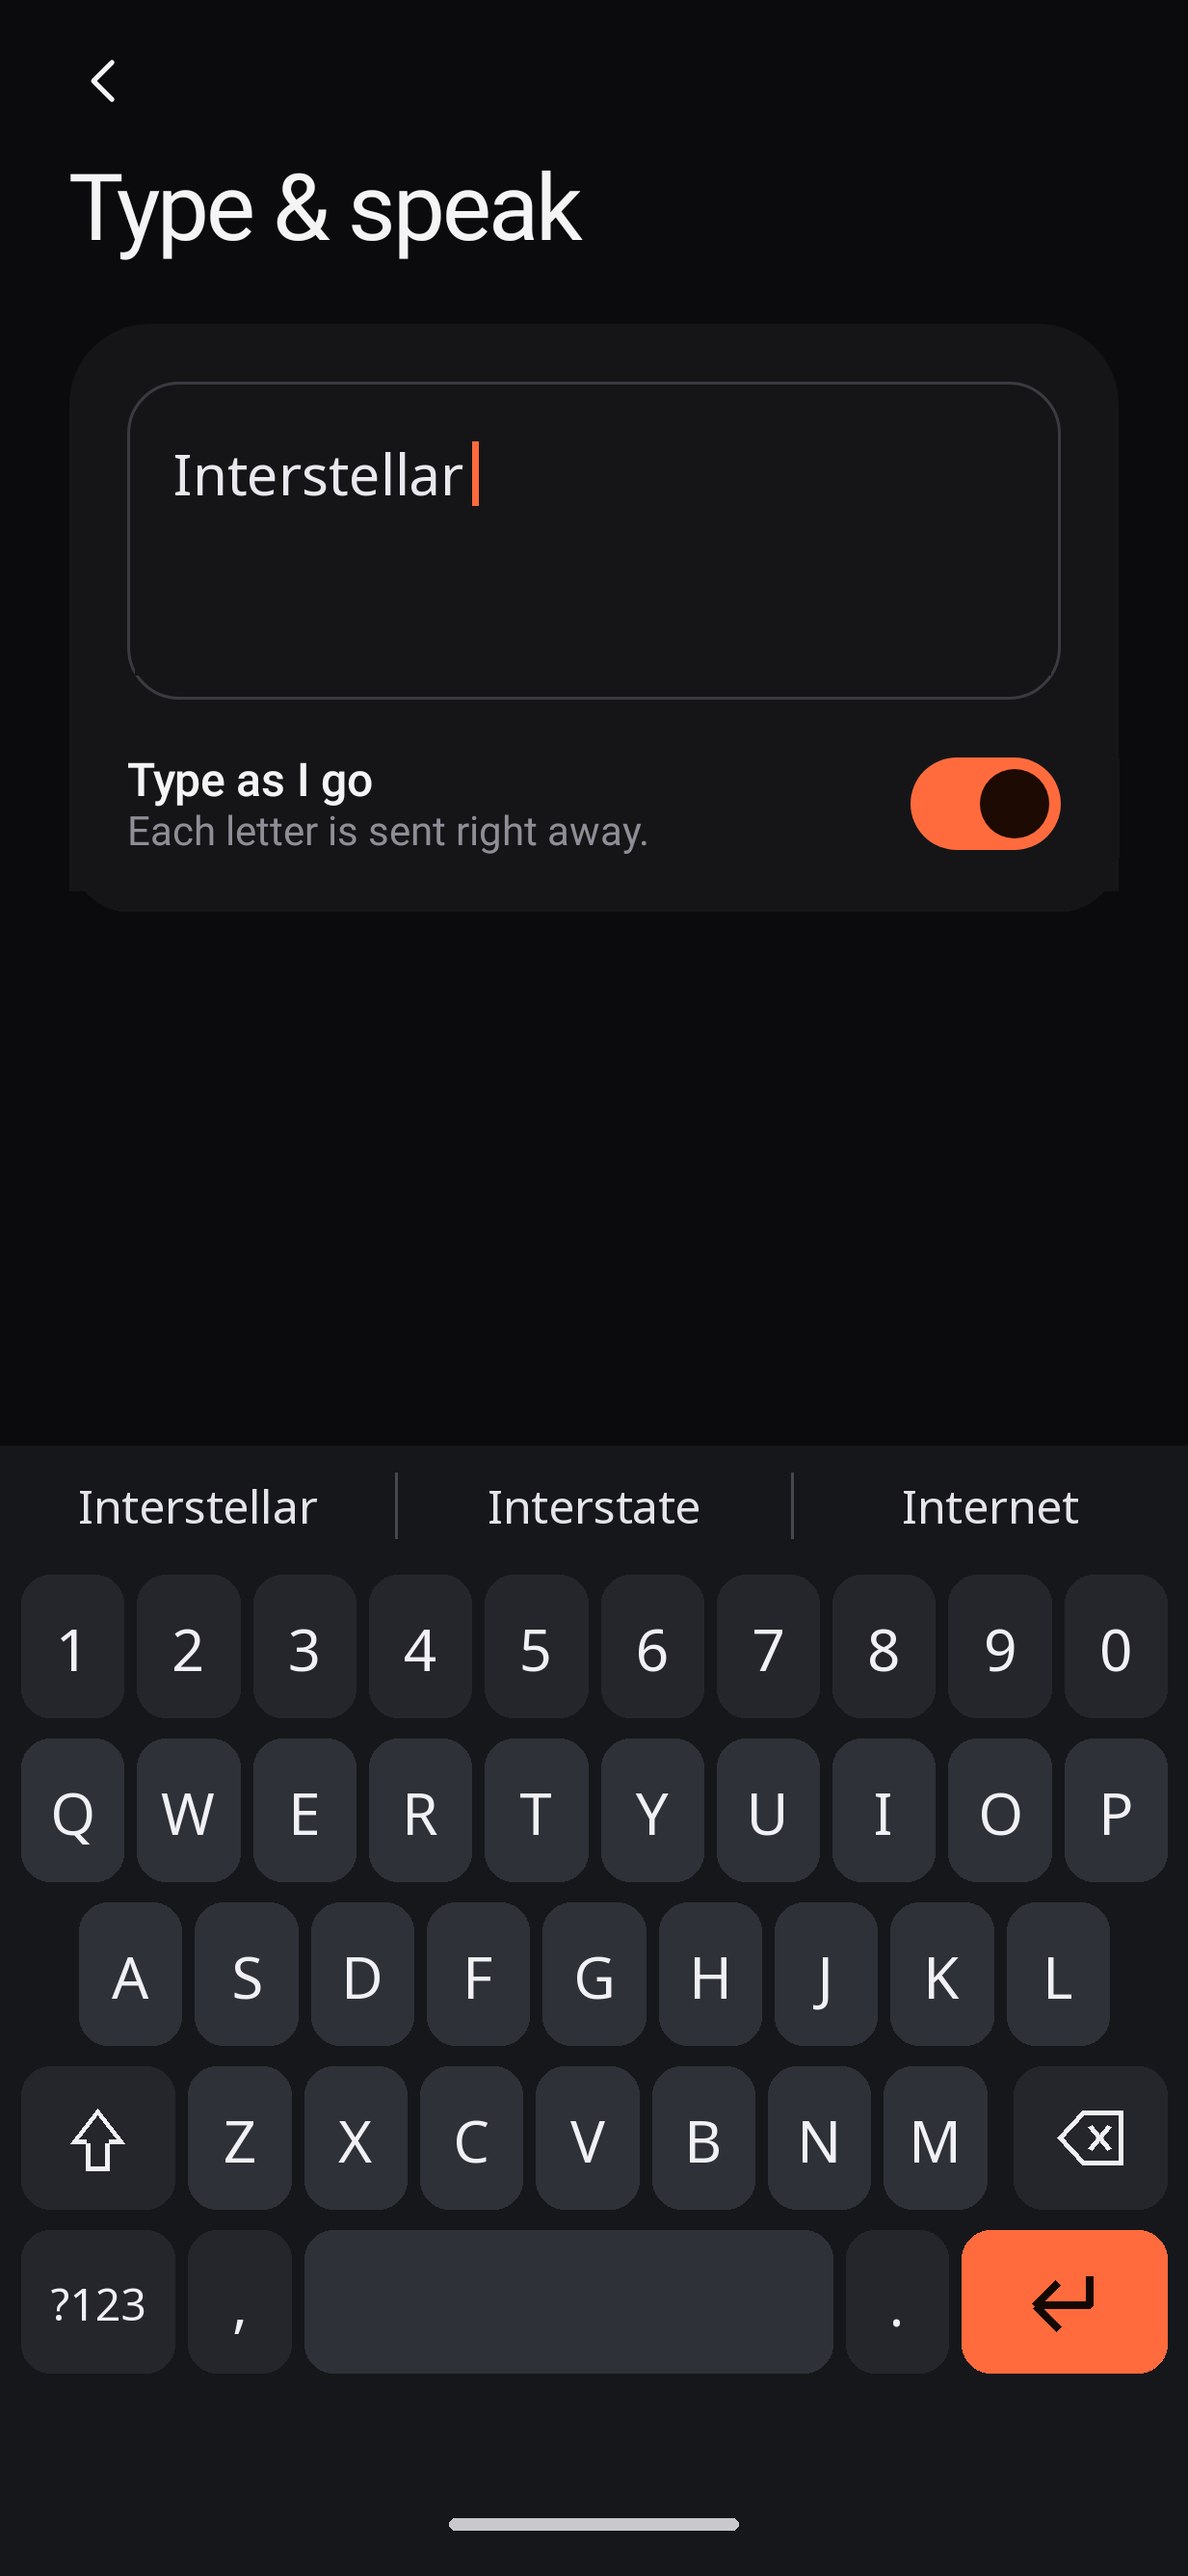 Type & speak
Interstellar
Type as I go
Each letter is sent right away.
Interstellar Interstate Internet
1 2 3 4 5 6 7 8 9 0
Q W E R T Y U I O P
A S D F G H J K L
Z X C V B N M
?123 , .